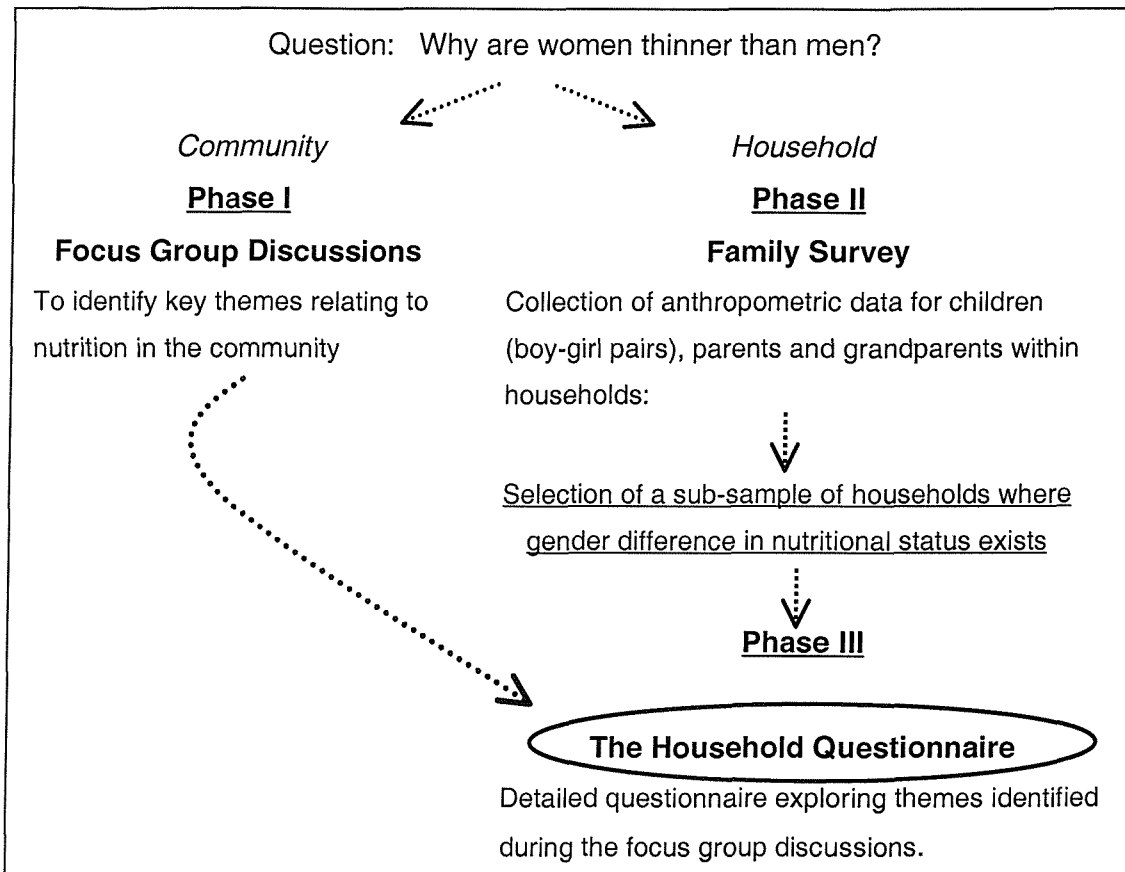 Question: Why are women thinner than men?
Community
Phase I
Focus Group Discussions
To identify key themes relating to
nutrition in the community
Household
Phase II
Family Survey
Collection of anthropometric data for children
(boy-girl pairs), parents and grandparents within
households:
Selection of a sub-sample of households where
gender difference in nutritional status exists
Phase III
The Household Questionnaire
Detailed questionnaire exploring themes identified
during the focus group discussions.